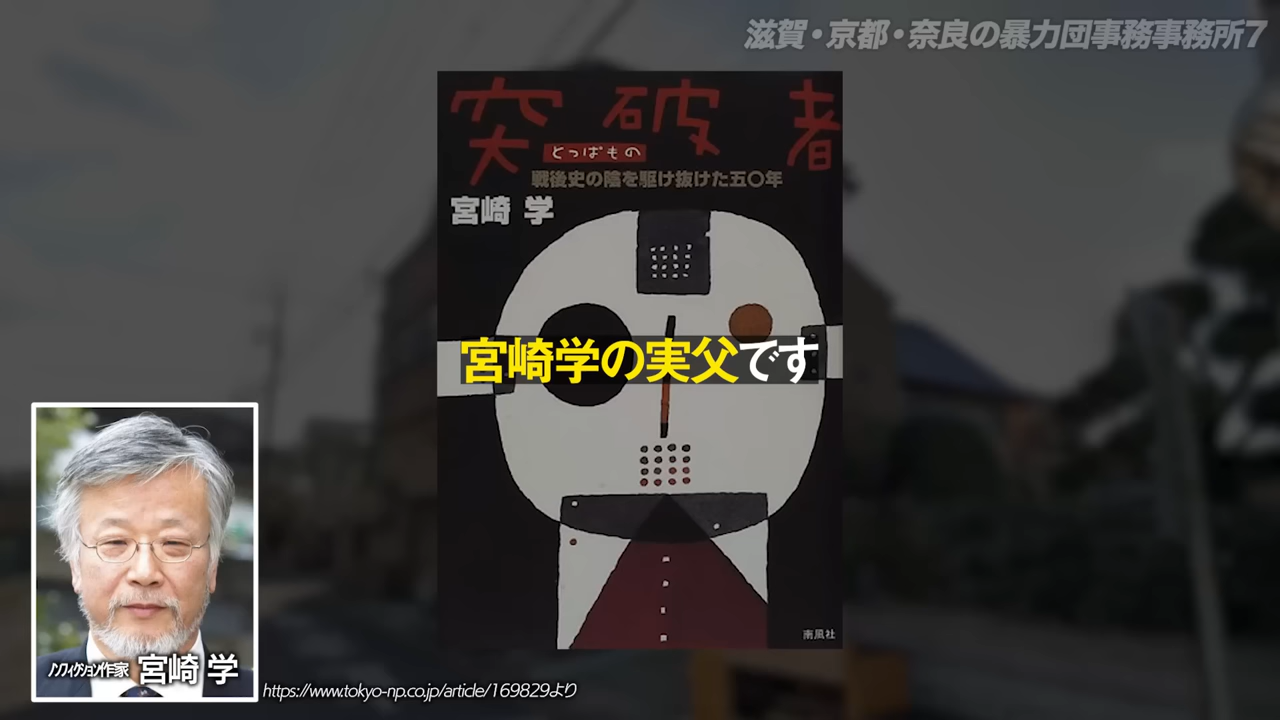 滋賀・京都・奈良の暴力団事務事務所7
突破者
とっぱもの
戦後史の陰を駆け抜けた五〇年
宮崎 学
宮崎学の実父です
南風社
ノンフィクション作家 宮崎 学
https://www.tokyo-np.co.jp/article/169829より